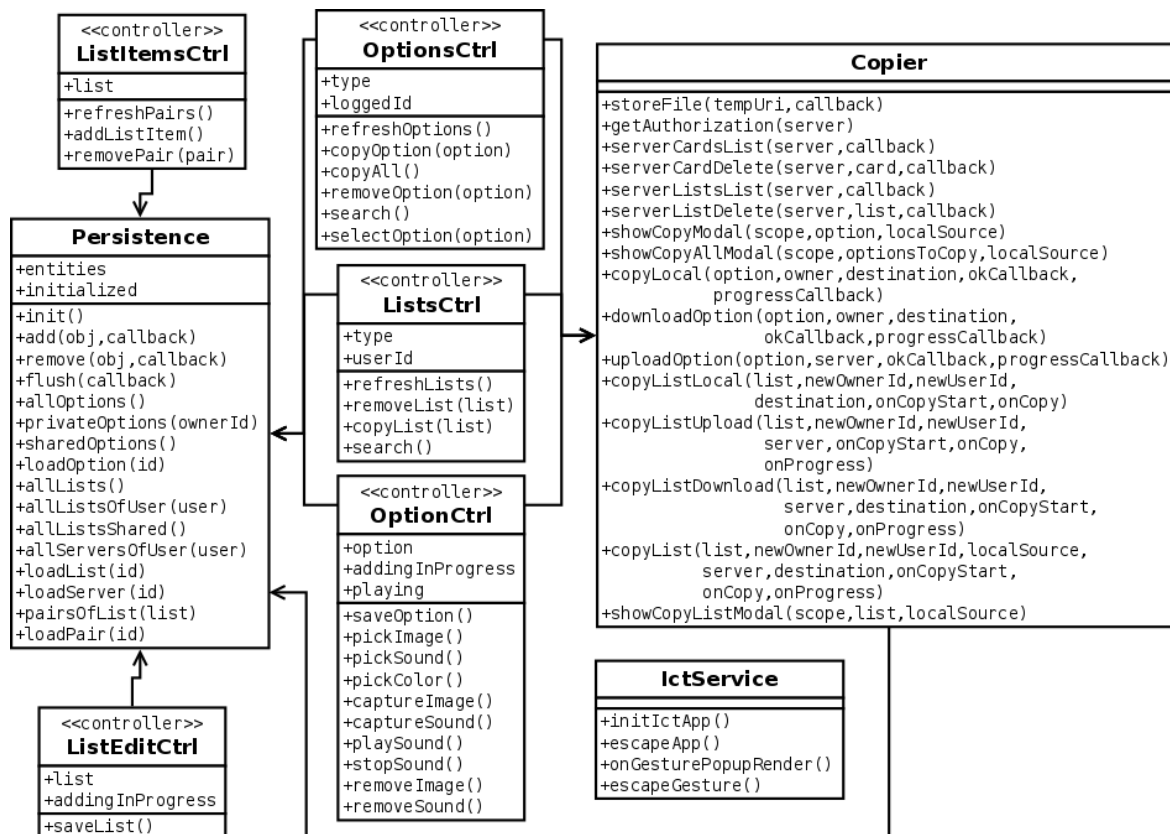 <<controller>>
ListItemsCtrl
+list
+refreshPairs()
+addListItem()
+removePair(pair)
Persistence
+entities
+initialized
+init()
+add(obj,callback)
+remove(obj,callback)
+flush(callback)
+allOptions()
+privateOptions(ownerId)
+sharedOptions()
+loadOption(id)
+allLists()
+allListsOfUser(user)
+allListsShared()
+allServersOfUser(user)
+loadList(id)
+loadServer(id)
+pairsOfList(list)
+loadPair(id)
<<controller>>
ListEditCtrl
+list
+addingInProgress
+saveList()
<<controller>>
OptionsCtrl
+type
+loggedId
+refreshOptions()
+copyOption(option)
+copyAll()
+removeOption(option)
+search()
+selectOption(option)
<<controller>>
ListsCtrl
+type
+userId
+refreshLists()
+removeList(list)
+copyList(list)
+search()
<<controller>>
OptionCtrl
+option
+addingInProgress
+playing
+saveOption()
+pickImage()
+pickSound()
+pickColor()
+captureImage()
+captureSound()
+playSound()
+stopSound()
+removeImage()
+removeSound()
Copier
+storeFile(tempUri,callback)
+getAuthorization(server)
+serverCardsList(server,callback)
+serverCardDelete(server,card,callback)
+serverListsList(server,callback)
+serverListDelete(server,list,callback)
+showCopyModal(scope,option,localSource)
+showCopyAllModal(scope,optionsToCopy,localSource)
+copyLocal(option,owner,destination,okCallback,
progressCallback)
+downloadOption(option,owner,destination,
okCallback,progressCallback)
+uploadOption(option,server,okCallback,progressCallback)
+copyListLocal(list,newOwnerId,newUserId,
destination,onCopyStart,onCopy)
+copyListUpload(list,newOwnerId,newUserId,
server,onCopyStart,onCopy,
onProgress)
+copyListDownload(list,newOwnerId,newUserId,
server,destination,onCopyStart,
onCopy,onProgress)
+copyList(list,newOwnerId,newUserId,localSource,
server,destination,onCopyStart,
onCopy,onProgress)
+showCopyListModal(scope,list,localSource)
IctService
+initIctApp()
+escapeApp()
+onGesturePopupRender()
+escapeGesture()